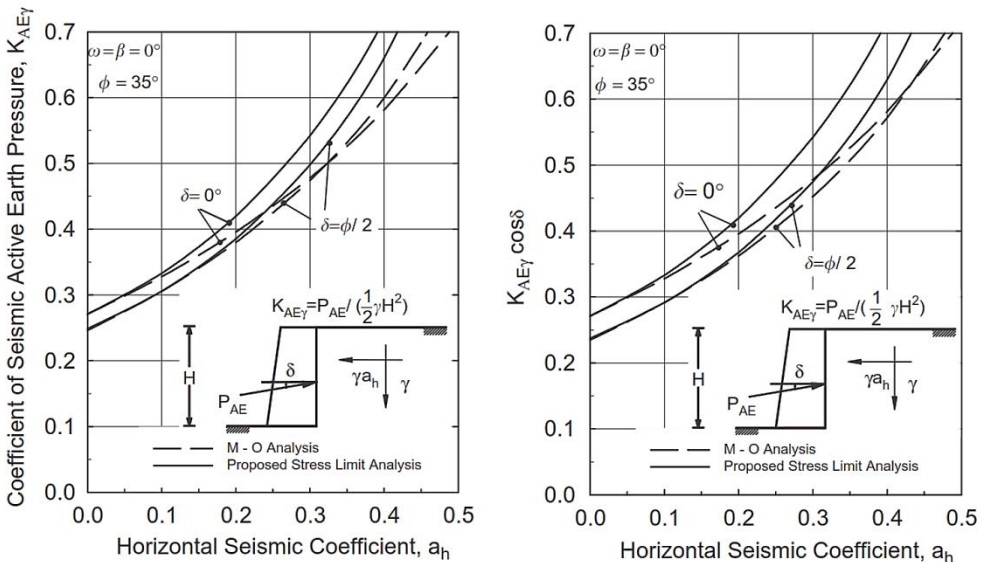 Coefficient of Seismic Active Earth Pressure, K_AEγ
0.7
0.6
0.5
0.4
0.3
0.2
0.1
0.0
ω=β=0°
ϕ = 35°
δ= 0°
δ=ϕ/ 2
K_AEγ=P_AE/ (1/2 γH²)
H
δ
P_AE
γa_h
γ
M - O Analysis
Proposed Stress Limit Analysis
0.0 0.1 0.2 0.3 0.4 0.5
Horizontal Seismic Coefficient, a_h
K_AEγ cosδ
0.7
0.6
0.5
0.4
0.3
0.2
0.1
0.0
ω=β=0°
ϕ = 35°
δ= 0°
δ=ϕ/ 2
K_AEγ=P_AE/( 1/2 γH²)
H
δ
P_AE
γa_h
γ
M - O Analysis
Proposed Stress Limit Analysis
0.0 0.1 0.2 0.3 0.4 0.5
Horizontal Seismic Coefficient, a_h